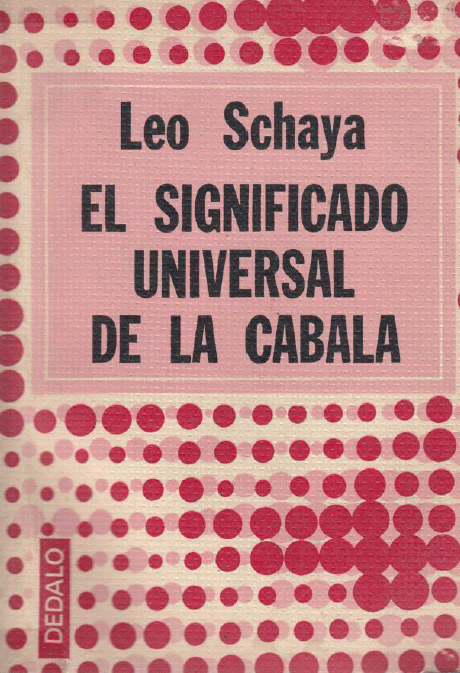 Leo Schaya
EL SIGNIFICADO
UNIVERSAL
DE LA CABALA
DEDALO